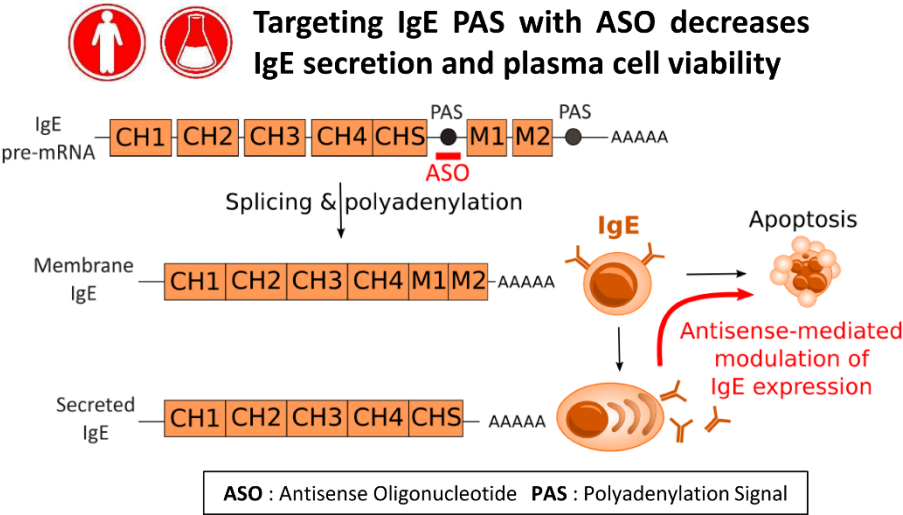 Targeting IgE PAS with ASO decreases
IgE secretion and plasma cell viability
IgE
pre-mRNA
CH1 CH2 CH3 CH4 CHS PAS M1 M2 PAS AAAAA
ASO
Splicing & polyadenylation
Membrane
IgE
CH1 CH2 CH3 CH4 M1 M2 AAAAA
IgE
Apoptosis
Antisense-mediated
modulation of
IgE expression
Secreted
IgE
CH1 CH2 CH3 CH4 CHS AAAAA
ASO : Antisense Oligonucleotide PAS : Polyadenylation Signal